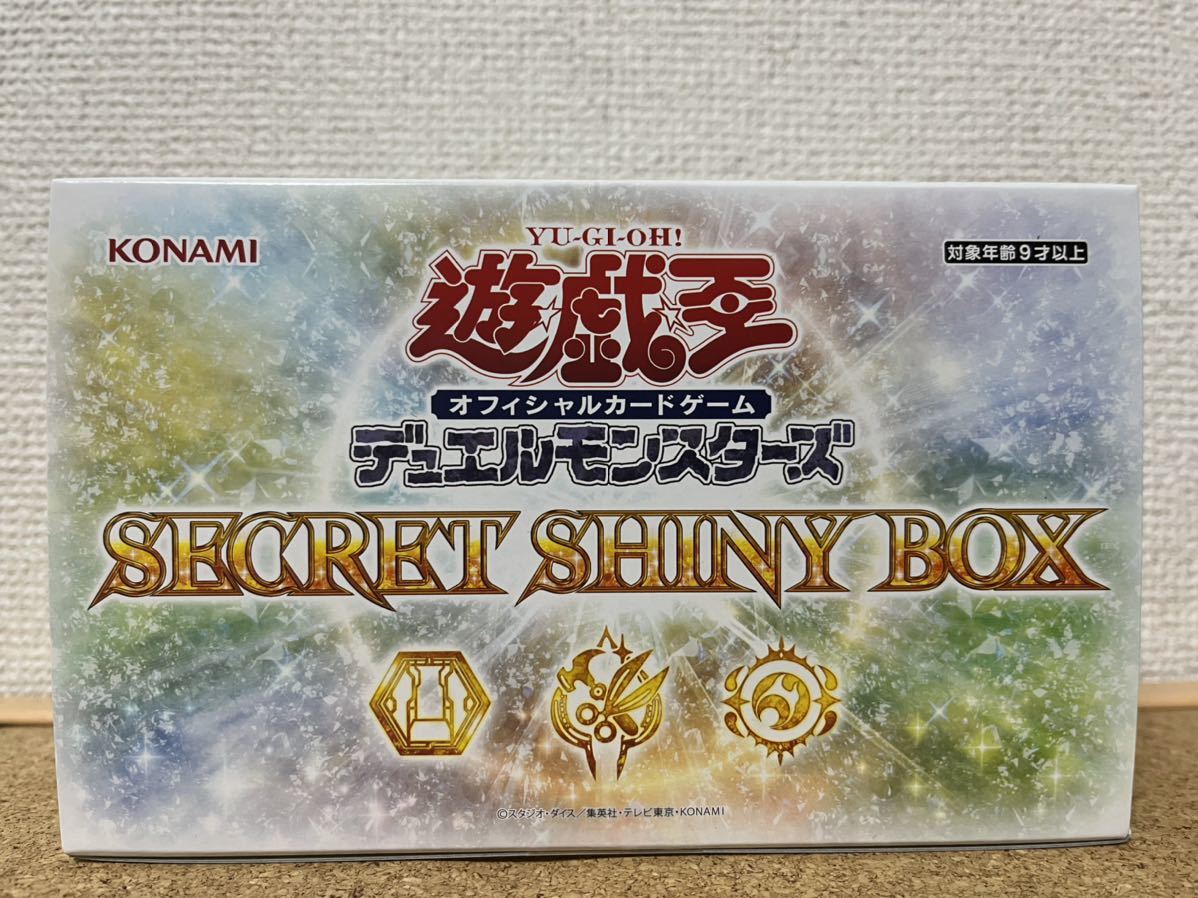 KONAMI
YU-GI-OH!
対象年齢9才以上
遊戯王
オフィシャルカードゲーム
デュエルモンスターズ
SECRET SHINY BOX
©スタジオ・ダイス/集英社・テレビ東京・KONAMI